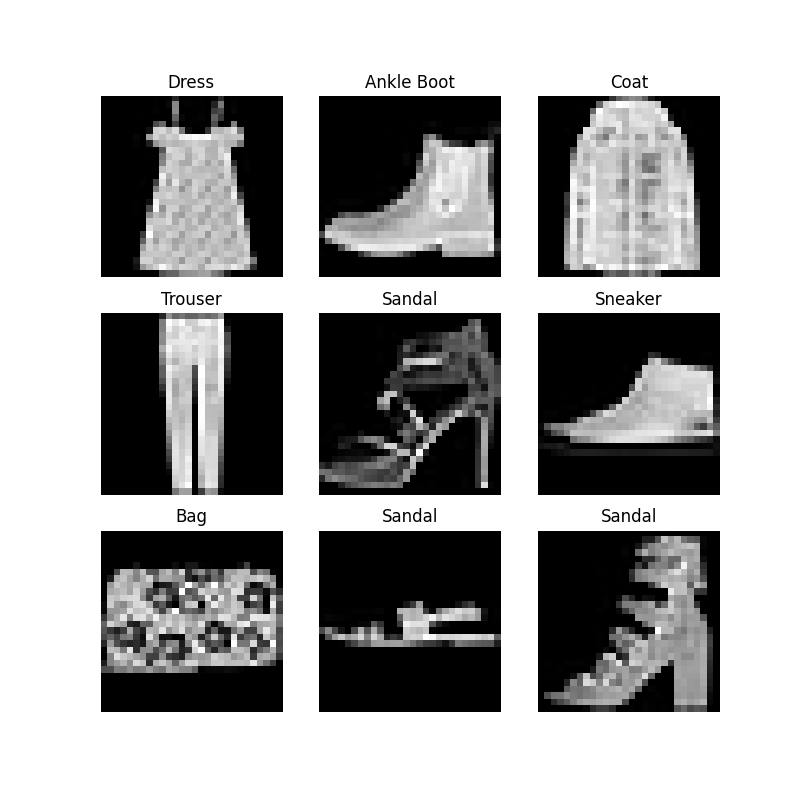 Dress
Ankle Boot
Coat
Trouser
Sandal
Sneaker
Bag
Sandal
Sandal